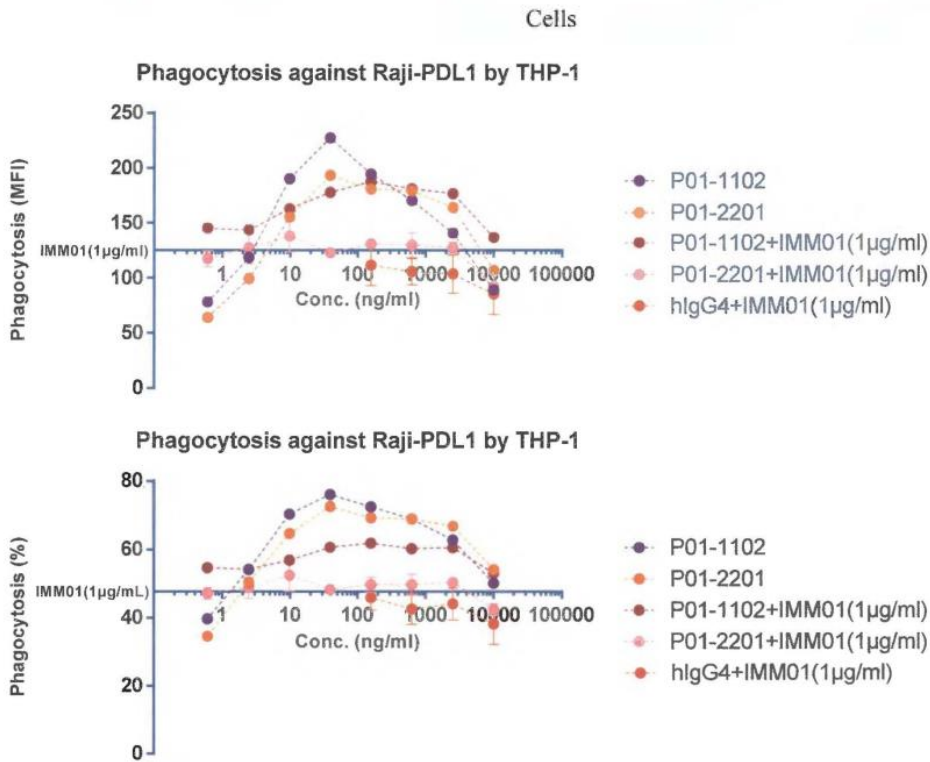 Cells
Phagocytosis against Raji-PDL1 by THP-1
Phagocytosis (MFI)
250
200
150
IMM01(1μg/ml)
100
50
0
1 10 100 1000 10000 100000
Conc. (ng/ml)
P01-1102
P01-2201
P01-1102+IMM01(1μg/ml)
P01-2201+IMM01(1μg/ml)
hIgG4+IMM01(1μg/ml)
Phagocytosis against Raji-PDL1 by THP-1
Phagocytosis (%)
80
60
IMM01(1μg/mL)
40
20
0
1 10 100 1000 10000 100000
Conc. (ng/ml)
P01-1102
P01-2201
P01-1102+IMM01(1μg/ml)
P01-2201+IMM01(1μg/ml)
hIgG4+IMM01(1μg/ml)